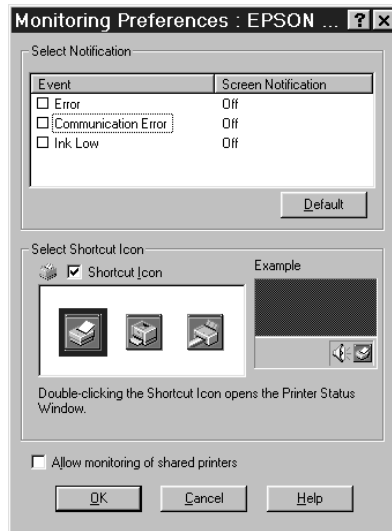 Monitoring Preferences : EPSON ... ? ×
Select Notification
Event Screen Notification
Error Off
Communication Error Off
Ink Low Off
Default
Select Shortcut Icon
Shortcut Icon Example
Double-clicking the Shortcut Icon opens the Printer Status
Window.
Allow monitoring of shared printers
OK Cancel Help